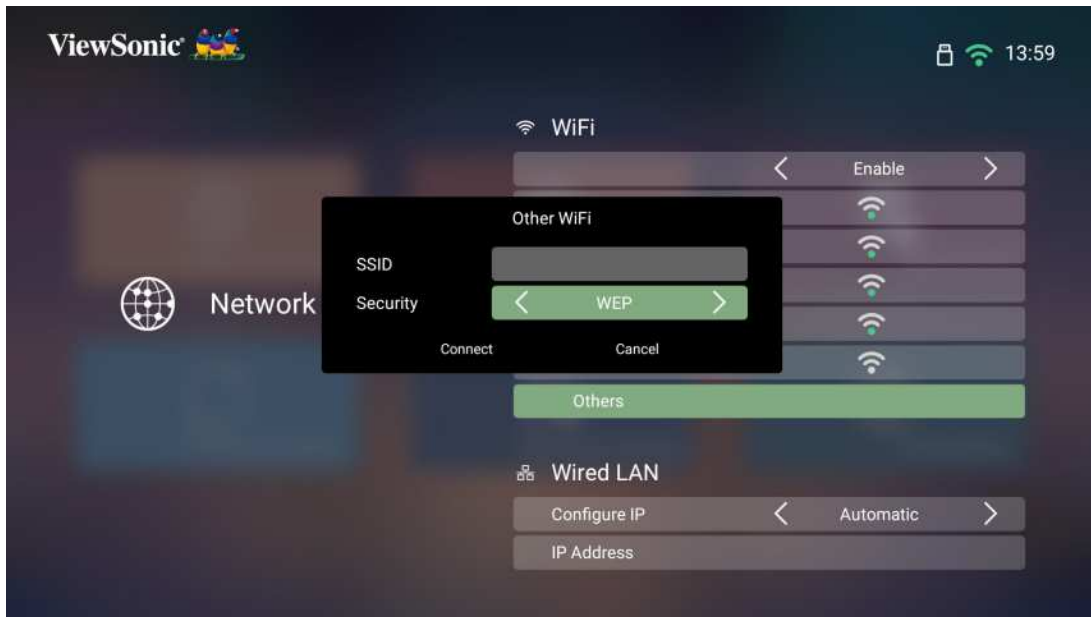 ViewSonic
13:59
WiFi
Enable
Other WiFi
SSID
Security WEP
Connect Cancel
Network
Others
Wired LAN
Configure IP Automatic
IP Address